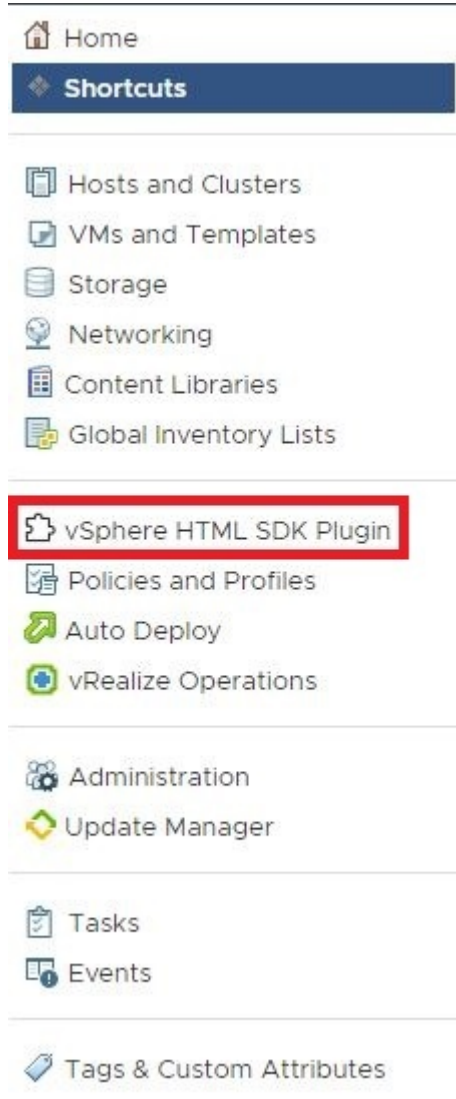 Home
Shortcuts
Hosts and Clusters
VMs and Templates
Storage
Networking
Content Libraries
Global Inventory Lists
vSphere HTML SDK Plugin
Policies and Profiles
Auto Deploy
vRealize Operations
Administration
Update Manager
Tasks
Events
Tags & Custom Attributes